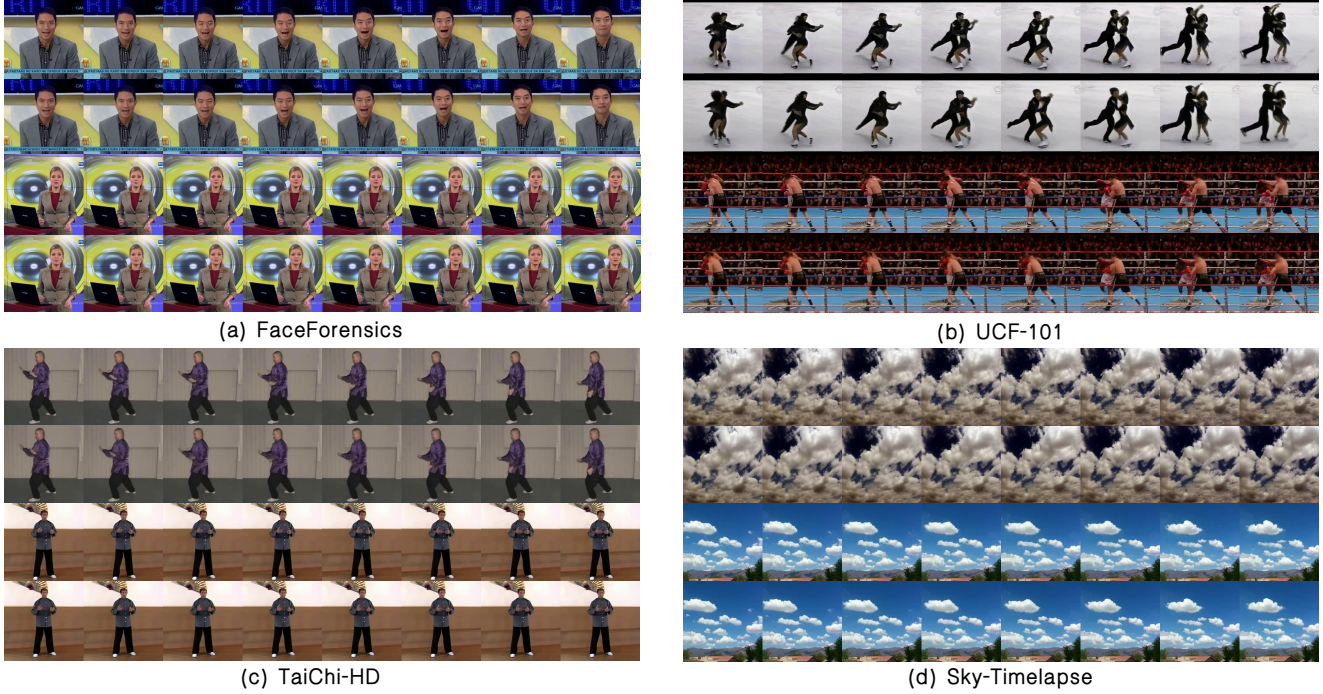 (a) FaceForensics
(b) UCF-101
(c) TaiChi-HD
(d) Sky-Timelapse